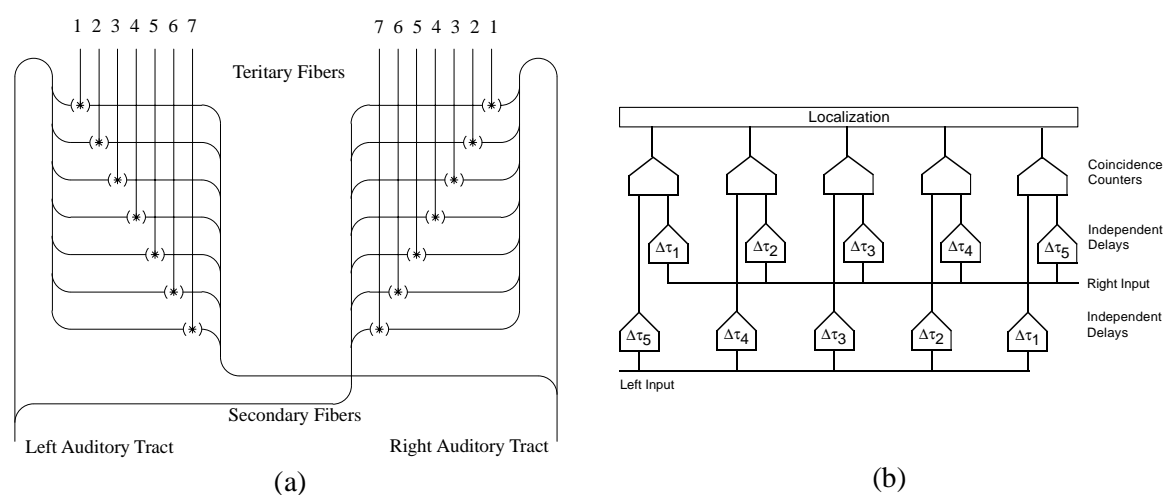 1 2 3 4 5 6 7
7 6 5 4 3 2 1
Teritary Fibers
Secondary Fibers
Left Auditory Tract
Right Auditory Tract
(a)
Localization
Coincidence
Counters
Δτ1 Δτ2 Δτ3 Δτ4 Δτ5
Independent
Delays
Right Input
Δτ5 Δτ4 Δτ3 Δτ2 Δτ1
Independent
Delays
Left Input
(b)